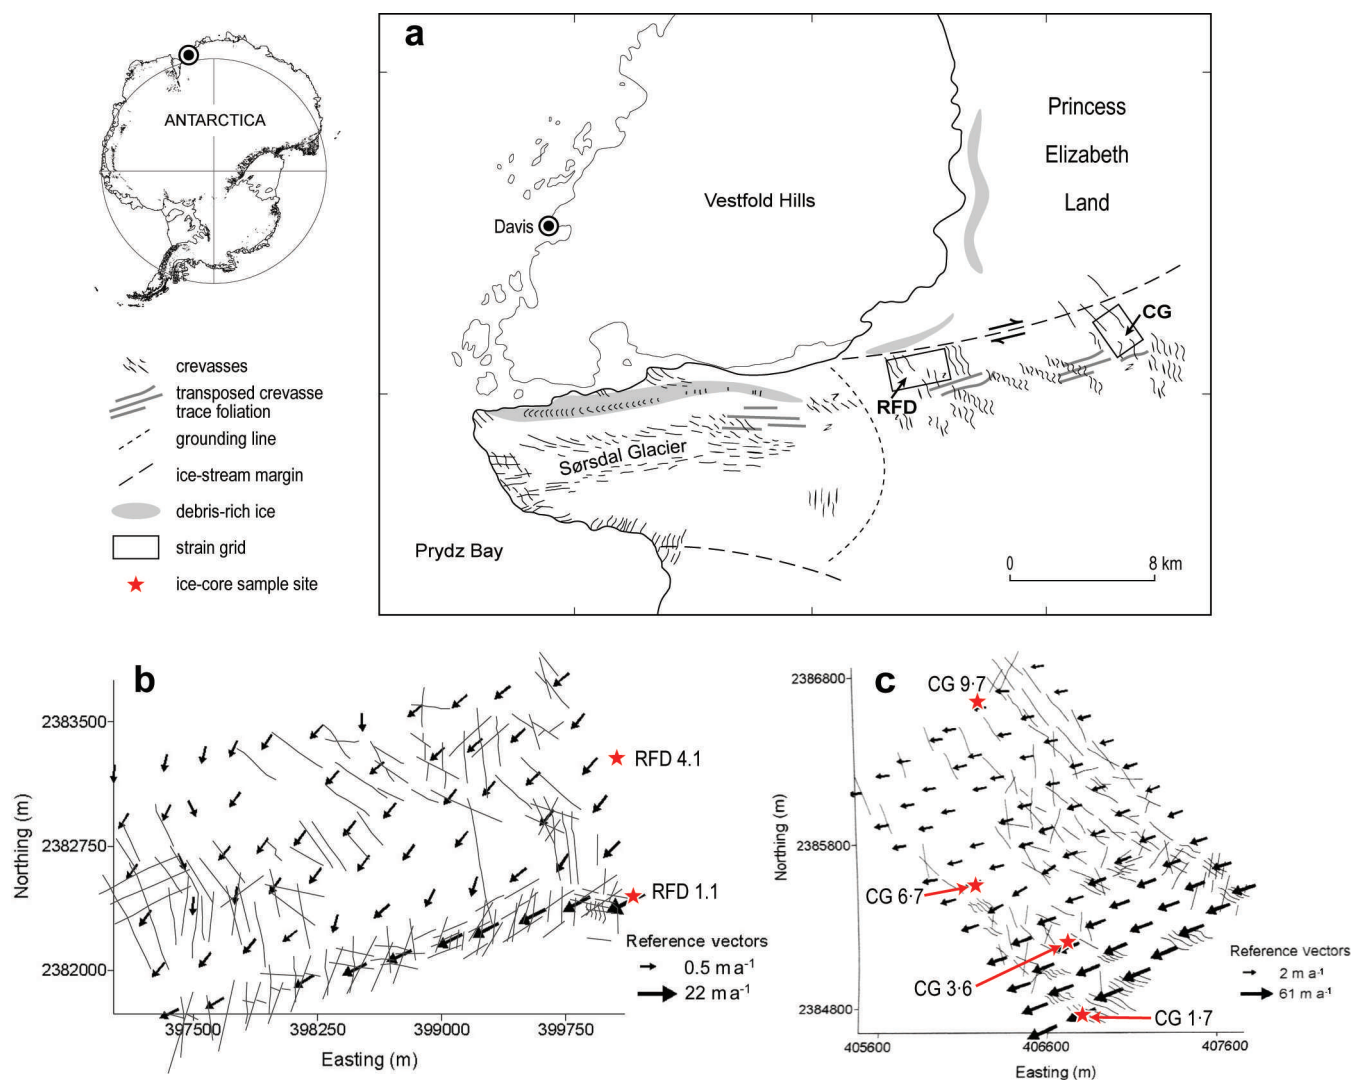 ANTARCTICA
crevasses
transposed crevasse
trace foliation
grounding line
ice-stream margin
debris-rich ice
strain grid
ice-core sample site
a
Princess
Elizabeth
Land
Vestfold Hills
Davis
CG
RFD
Sørsdal Glacier
Prydz Bay
0 8 km
b
2383500
2382750
2382000
Northing (m)
397500 398250 399000 399750
Easting (m)
RFD 4.1
RFD 1.1
Reference vectors
0.5 m a⁻¹
22 m a⁻¹
c
2386800
2385800
2384800
Northing (m)
405600 406600 407600
Easting (m)
CG 9·7
CG 6·7
CG 3·6
CG 1·7
Reference vectors
2 m a⁻¹
61 m a⁻¹